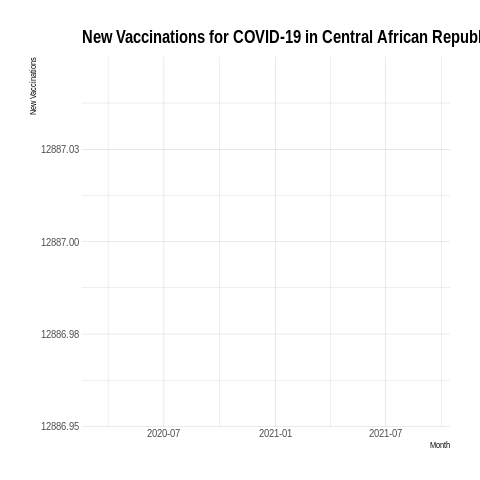 New Vaccinations for COVID-19 in Central African Repub
New Vaccinations
12887.03
12887.00
12886.98
12886.95
2020-07
2021-01
2021-07
Month